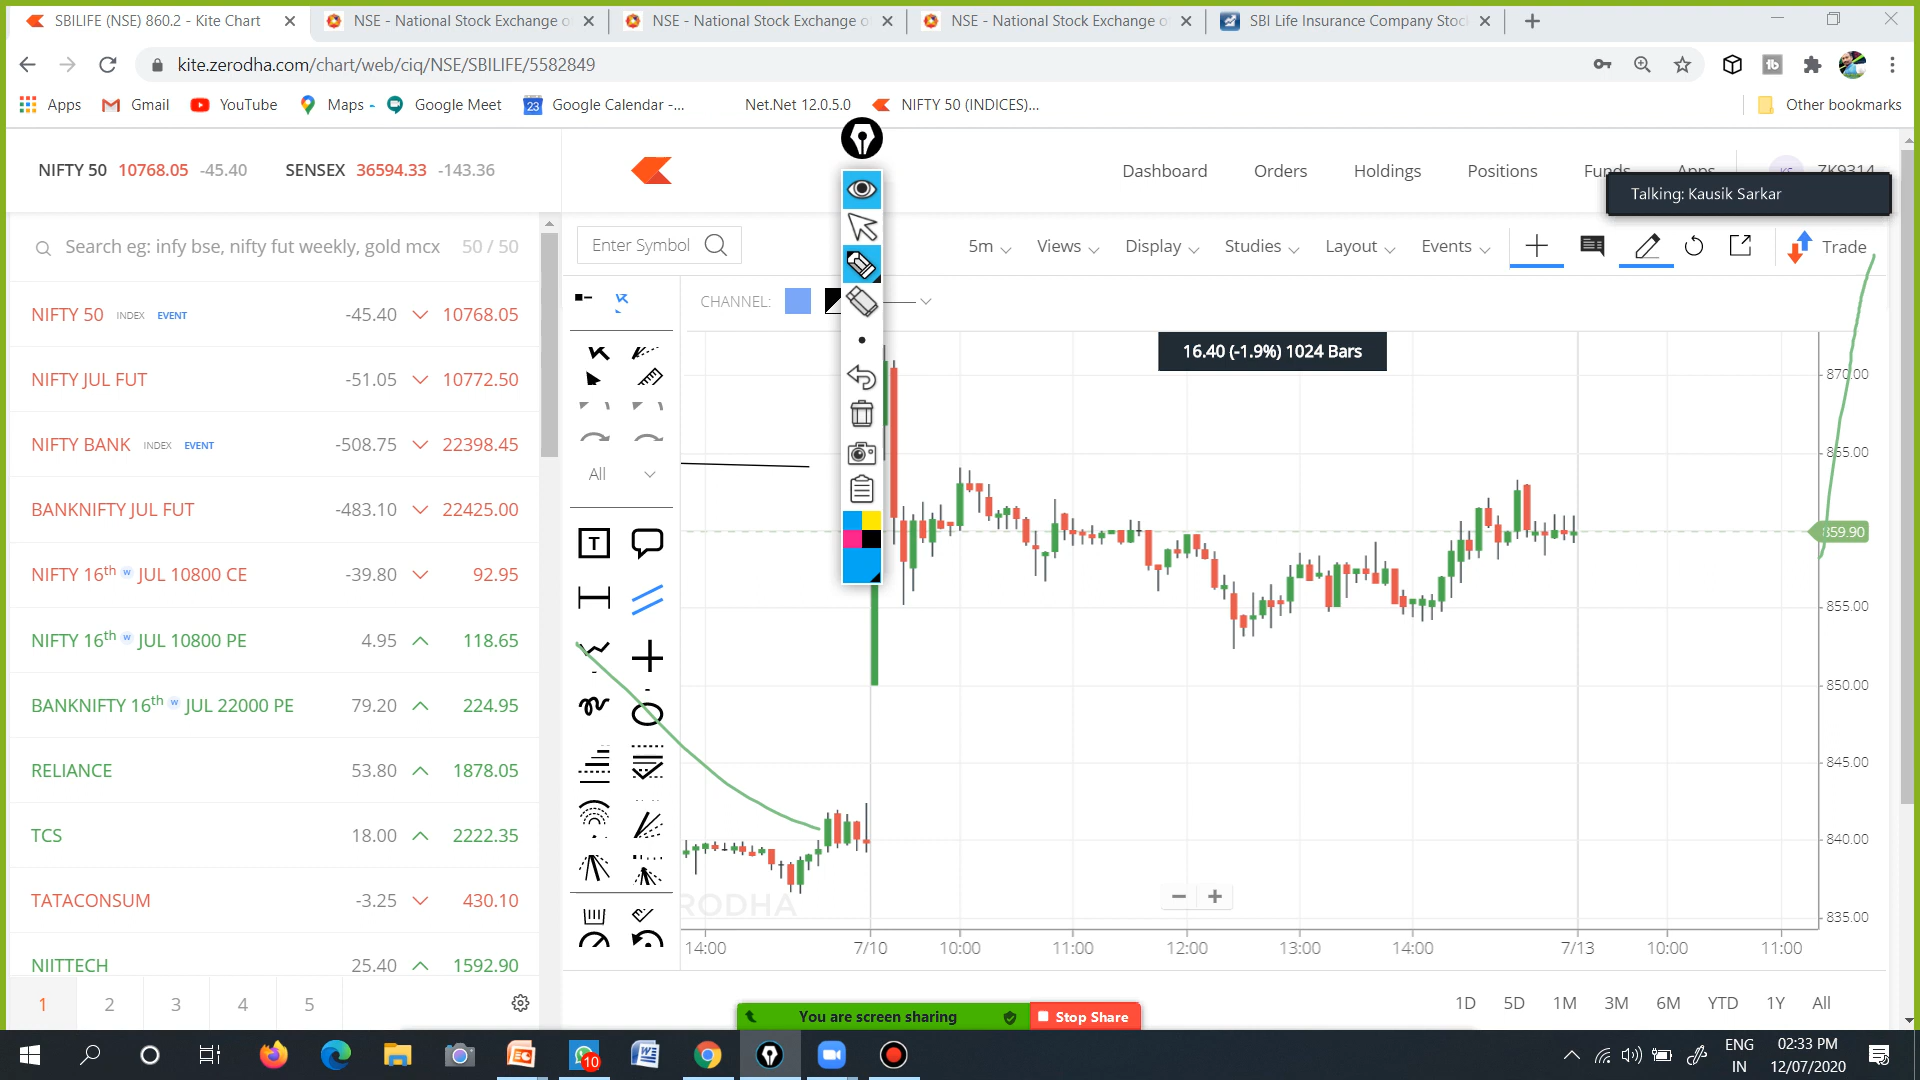 SBILIFE (NSE) 860.2 - Kite Chart
NSE - National Stock Exchange o
NSE - National Stock Exchange o
NSE - National Stock Exchange of
SBI Life Insurance Company Stoc
kite.zerodha.com/chart/web/ciq/NSE/SBILIFE/5582849
Apps
Gmail
YouTube
Maps -
Google Meet
23
Google Calendar -...
Net.Net 12.0.5.0
NIFTY 50 (INDICES)...
Other bookmarks
NIFTY 50 10768.05 -45.40
SENSEX 36594.33 -143.36
Dashboard
Orders
Holdings
Positions
Funds
Apps
ZK9314
Talking: Kausik Sarkar
Search eg: infy bse, nifty fut weekly, gold mcx 50 / 50
Enter Symbol
5m
Views
Display
Studies
Layout
Events
Trade
NIFTY 50 INDEX EVENT -45.40 10768.05
NIFTY JUL FUT -51.05 10772.50
NIFTY BANK INDEX EVENT -508.75 22398.45
BANKNIFTY JUL FUT -483.10 22425.00
NIFTY 16th w JUL 10800 CE -39.80 92.95
NIFTY 16th w JUL 10800 PE 4.95 118.65
BANKNIFTY 16th w JUL 22000 PE 79.20 224.95
RELIANCE 53.80 1878.05
TCS 18.00 2222.35
TATACONSUM -3.25 430.10
NIITTECH 25.40 1592.90
1 2 3 4 5
CHANNEL:
All
T
16.40 (-1.9%) 1024 Bars
870.00
865.00
859.90
855.00
850.00
845.00
840.00
835.00
RODHA
14:00 7/10 10:00 11:00 12:00 13:00 14:00 7/13 10:00 11:00
1D 5D 1M 3M 6M YTD 1Y All
You are screen sharing
Stop Share
10
ENG
IN
02:33 PM
12/07/2020